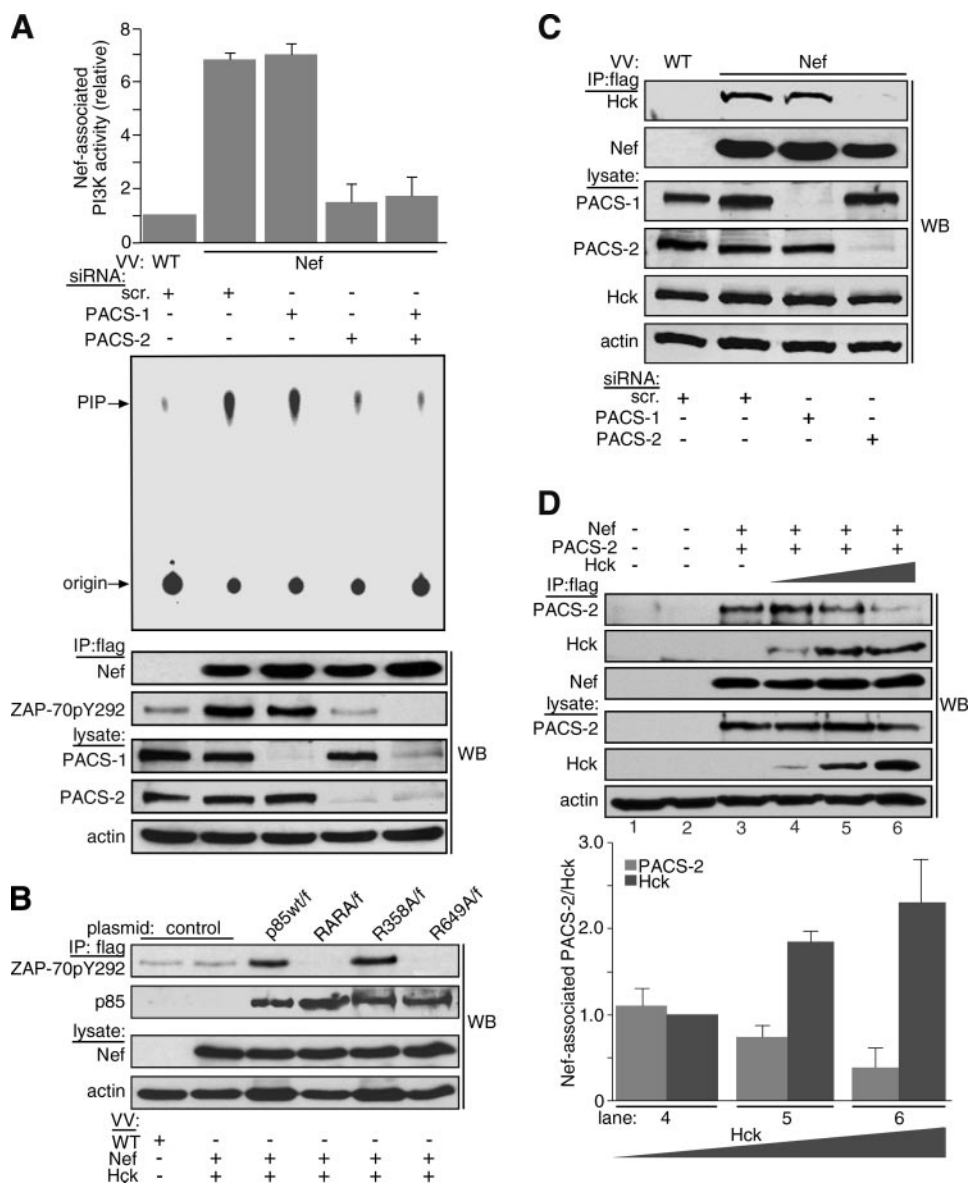 A
Nef-associated
PI3K activity (relative)
8
6
4
2
0
VV: WT Nef
siRNA:
scr. + + - - -
PACS-1 - - + - +
PACS-2 - - - + +
PIP
origin
IP:flag
Nef
ZAP-70pY292
lysate:
PACS-1
PACS-2
actin
WB
B
plasmid: control p85wt/f RARA/f R358A/f R649A/f
IP: flag
ZAP-70pY292
p85
lysate:
Nef
actin
WB
VV:
WT + - - - - -
Nef - + + + + +
Hck - + + + + +
C
VV: WT Nef
IP:flag
Hck
Nef
lysate:
PACS-1
PACS-2
Hck
actin
WB
siRNA:
scr. + + - -
PACS-1 - - + -
PACS-2 - - - +
D
Nef - - + + + +
PACS-2 - - + + + +
Hck - - -
IP:flag
PACS-2
Hck
Nef
lysate:
PACS-2
Hck
actin
WB
1 2 3 4 5 6
Nef-associated PACS-2/Hck
3.0
2.0
1.0
0
PACS-2
Hck
lane: 4 5 6
Hck